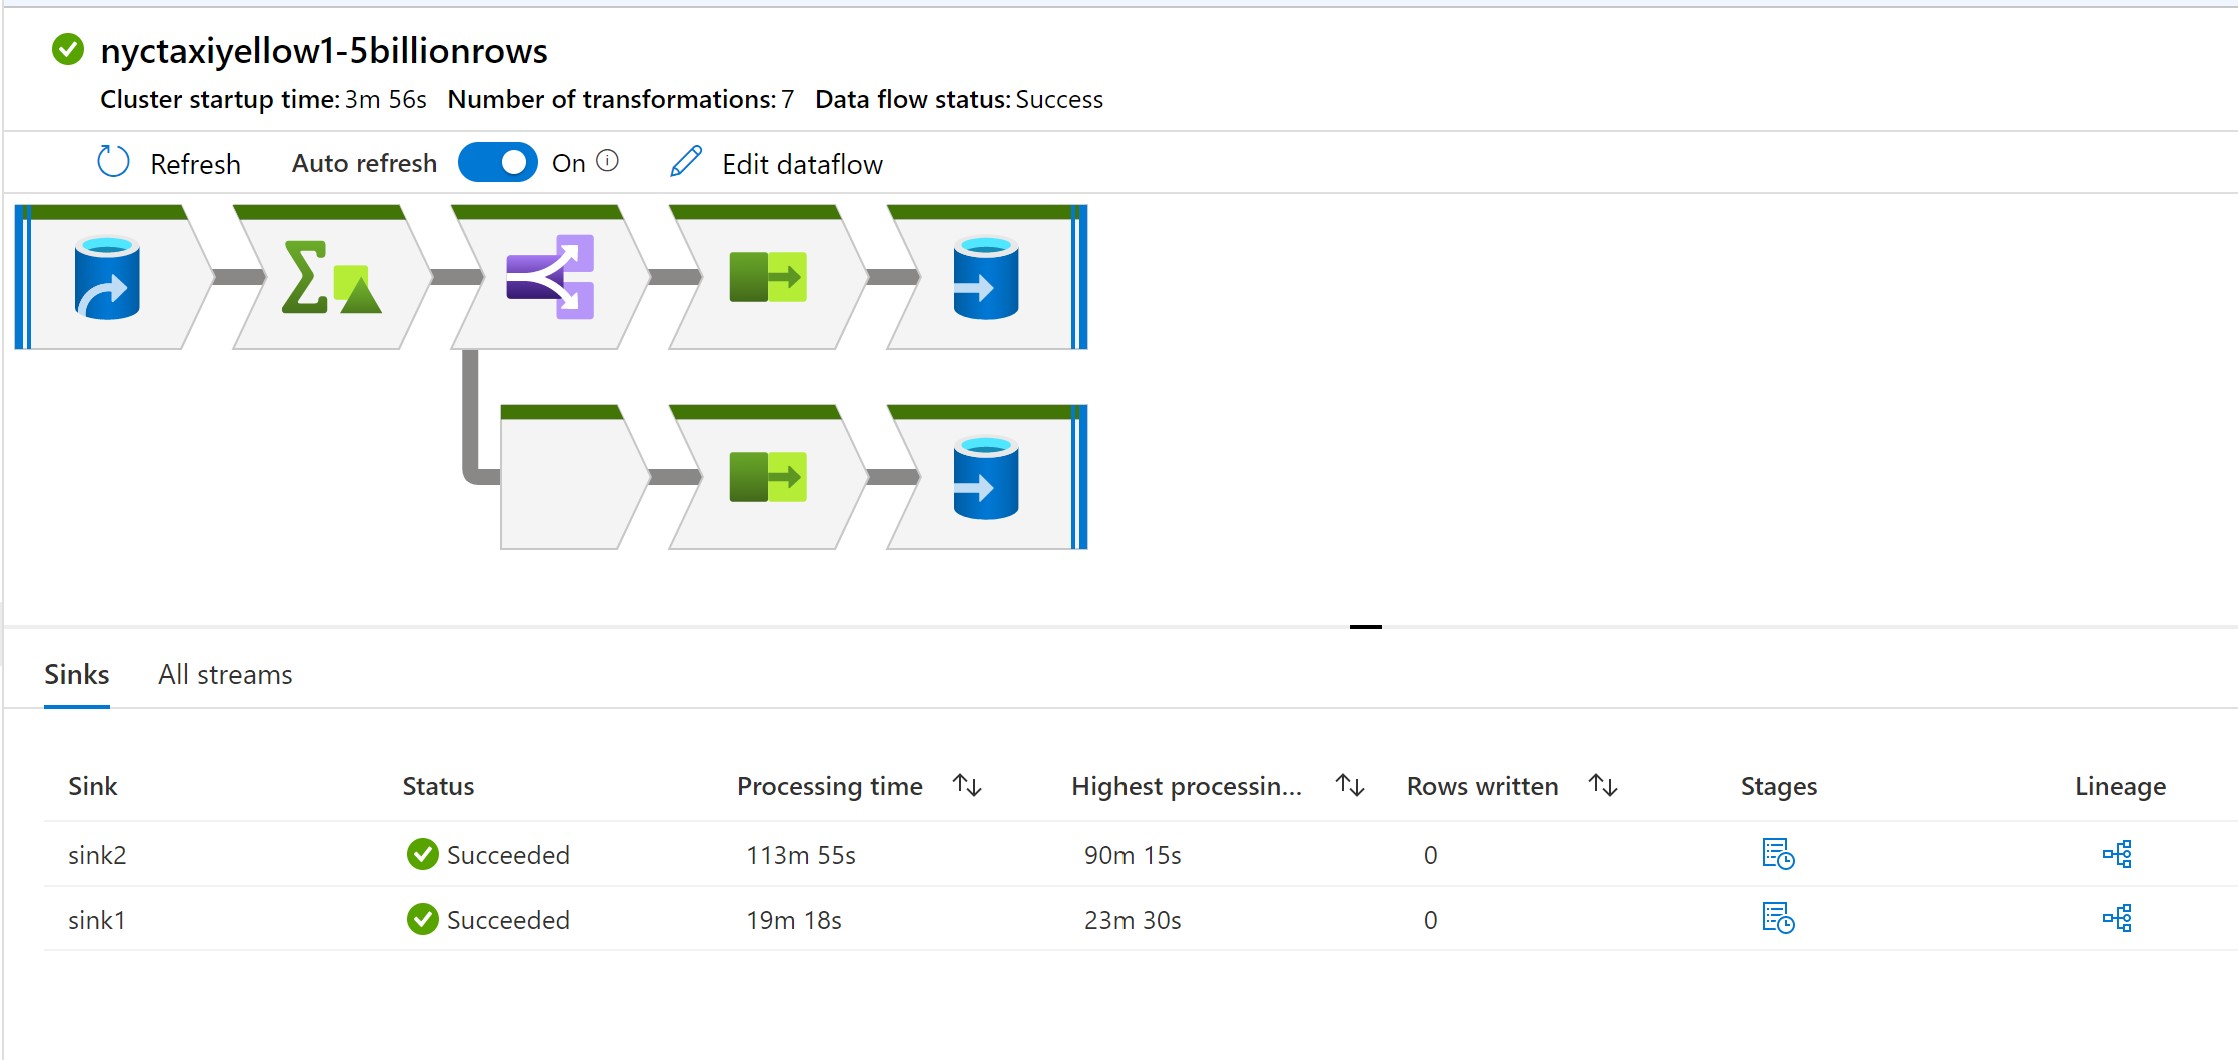 nyctaxiyellow1-5billionrows
Cluster startup time: 3m 56s Number of transformations: 7 Data flow status: Success
Refresh Auto refresh On Edit dataflow
Sinks All streams
Sink Status Processing time Highest processin... Rows written Stages Lineage
sink2 Succeeded 113m 55s 90m 15s 0
sink1 Succeeded 19m 18s 23m 30s 0